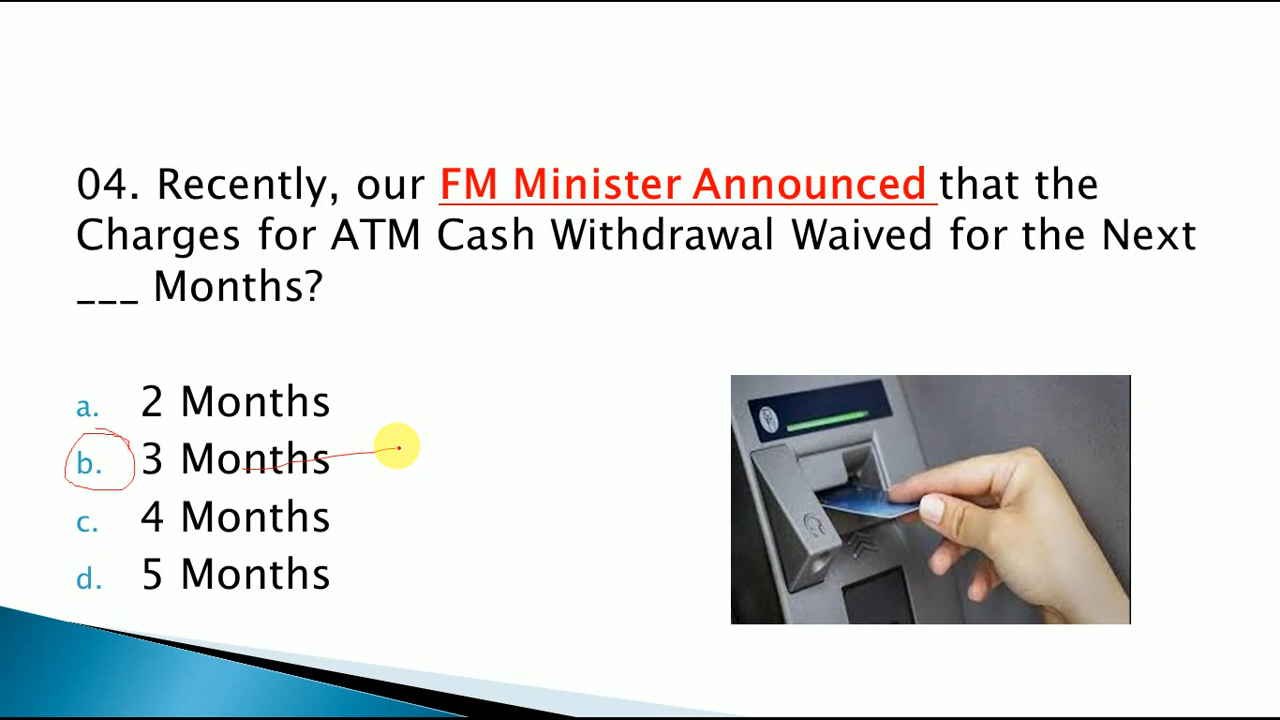 04. Recently, our FM Minister Announced that the
Charges for ATM Cash Withdrawal Waived for the Next
___ Months?
a. 2 Months
b. 3 Months
c. 4 Months
d. 5 Months